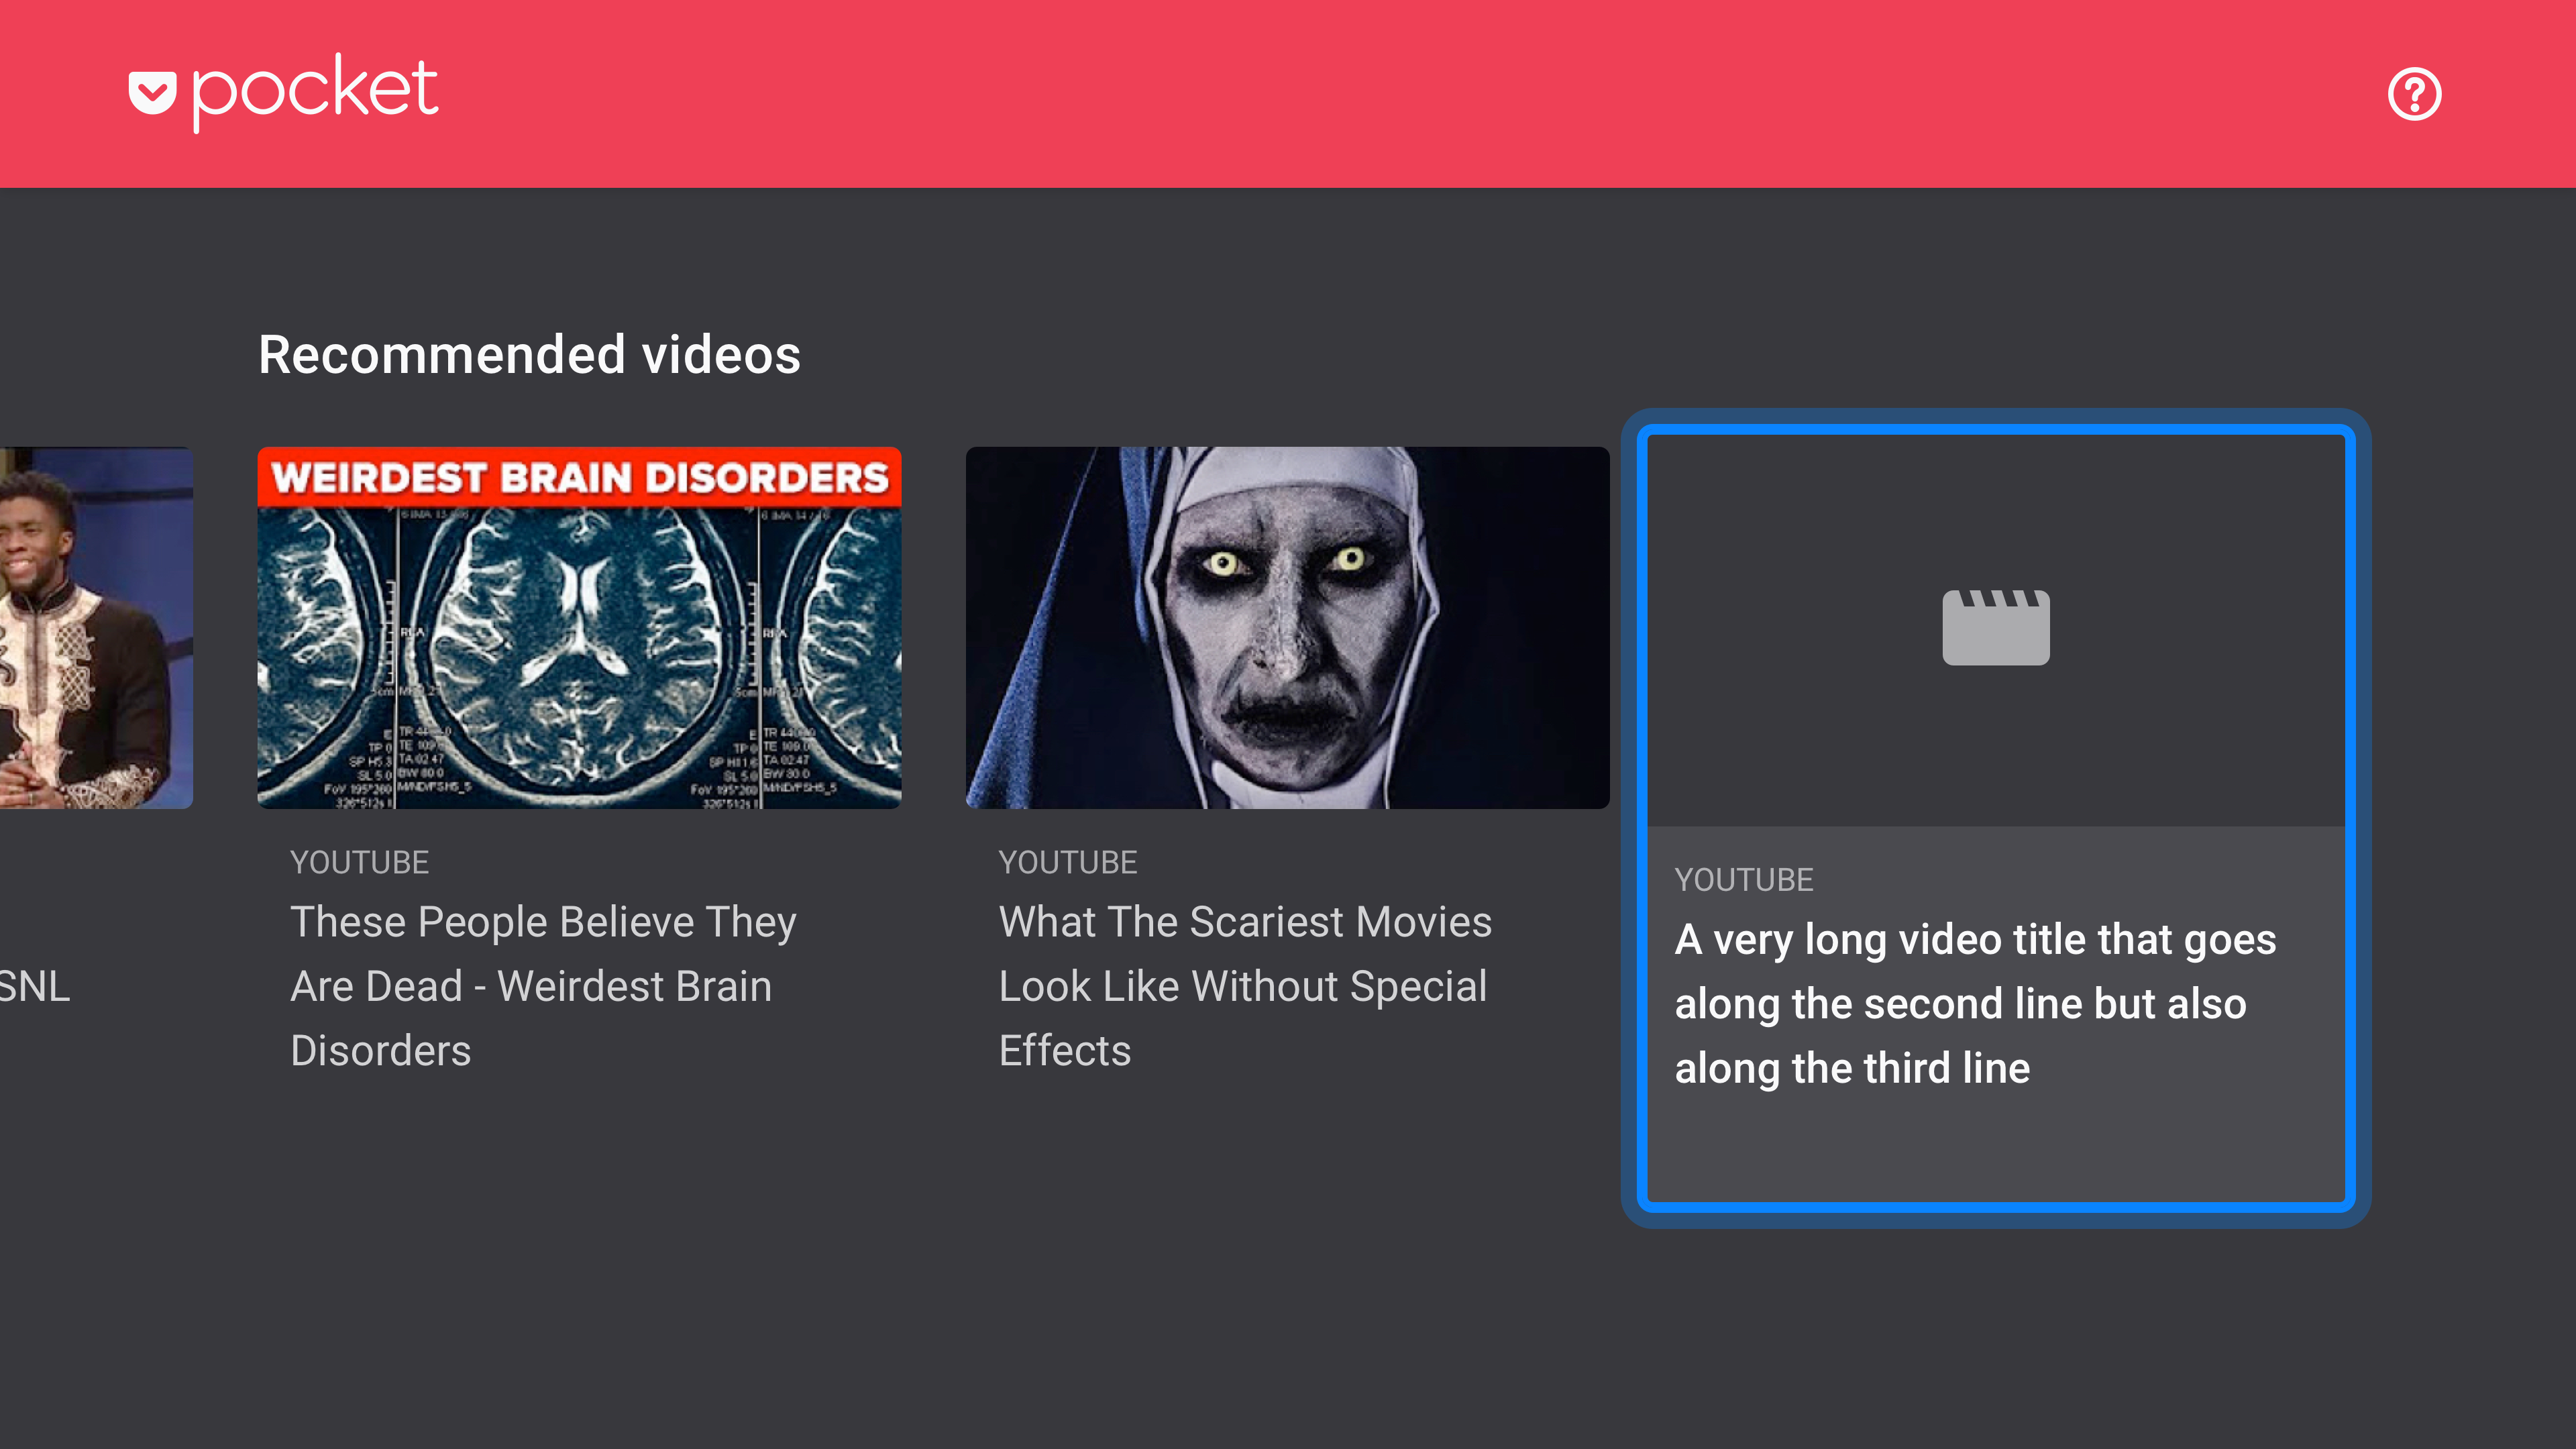 pocket
Recommended videos
WEIRDEST BRAIN DISORDERS
SNL
YOUTUBE
These People Believe They
Are Dead - Weirdest Brain
Disorders
YOUTUBE
What The Scariest Movies
Look Like Without Special
Effects
YOUTUBE
A very long video title that goes
along the second line but also
along the third line